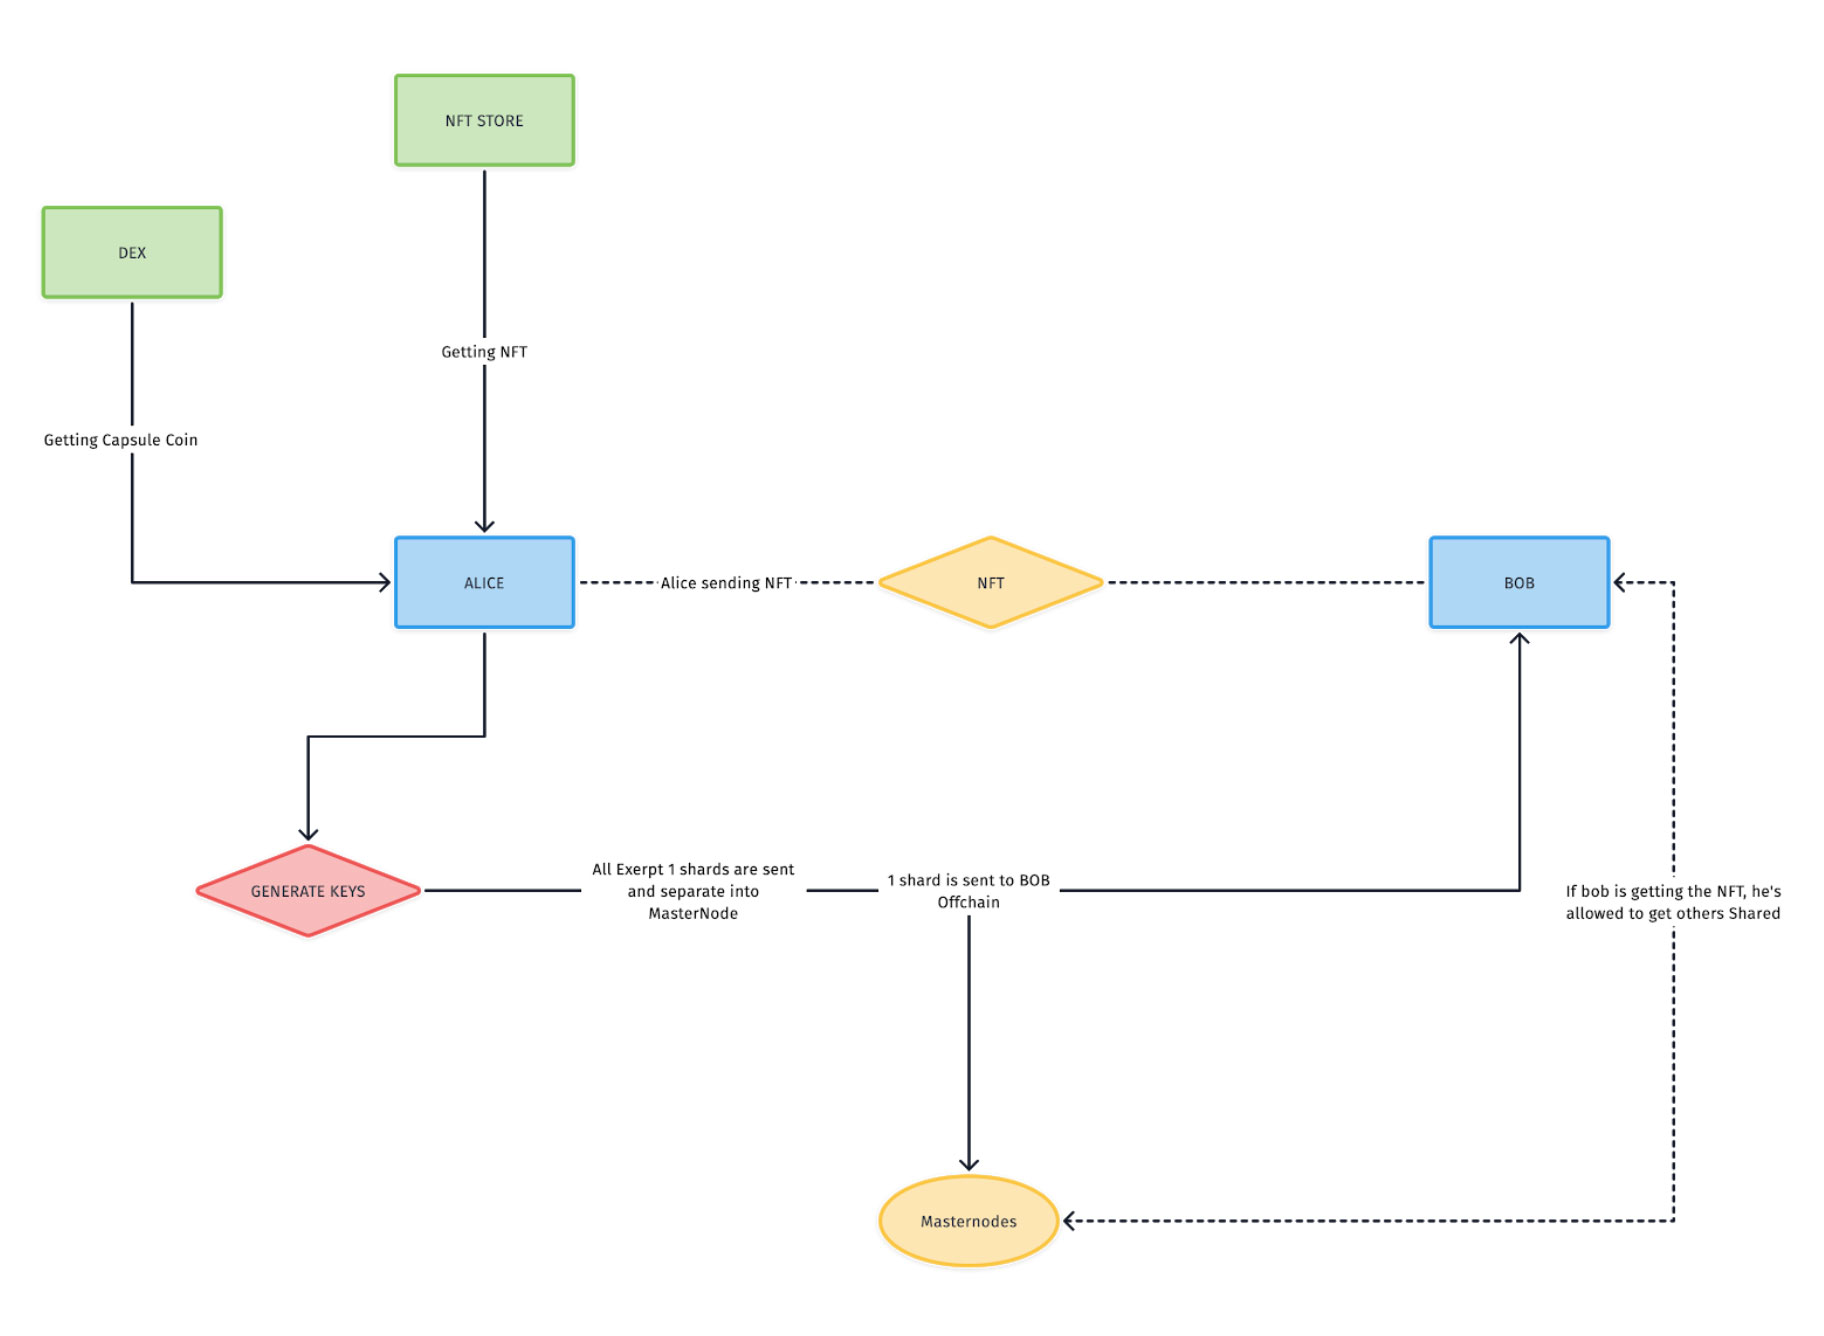 NFT STORE
DEX
Getting NFT
Getting Capsule Coin
ALICE
Alice sending NFT
NFT
BOB
GENERATE KEYS
All Exerpt 1 shards are sent
and separate into
MasterNode
1 shard is sent to BOB
Offchain
If bob is getting the NFT, he's
allowed to get others Shared
Masternodes